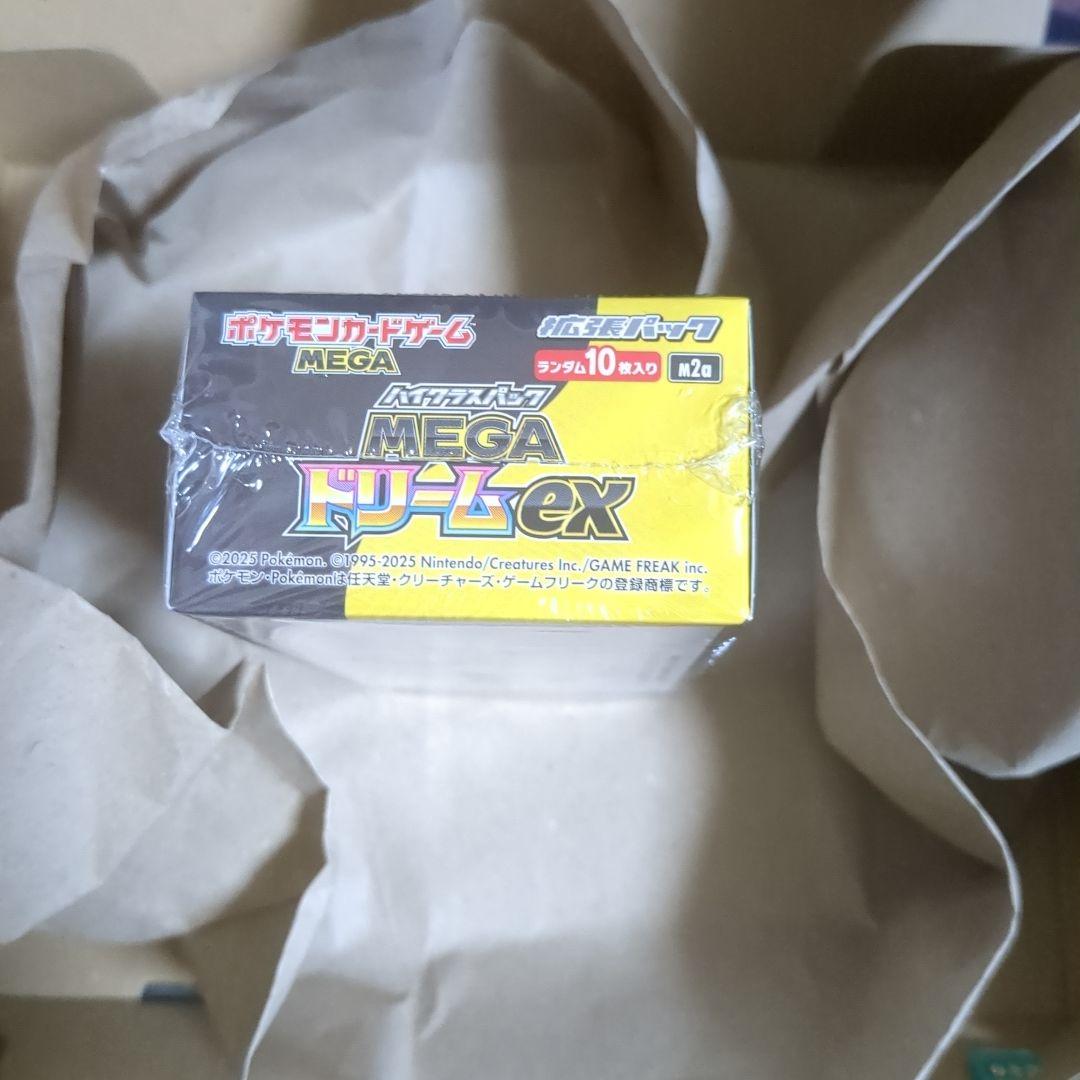 ポケモンカードゲーム
MEGA
拡張パック
ランダム10枚入り
M2a
ハイクラスパック
MEGA
ドリームex
©2025 Pokémon. ©1995-2025 Nintendo/Creatures Inc./GAME FREAK inc.
ポケモン・Pokémonは任天堂・クリーチャーズ・ゲームフリークの登録商標です。